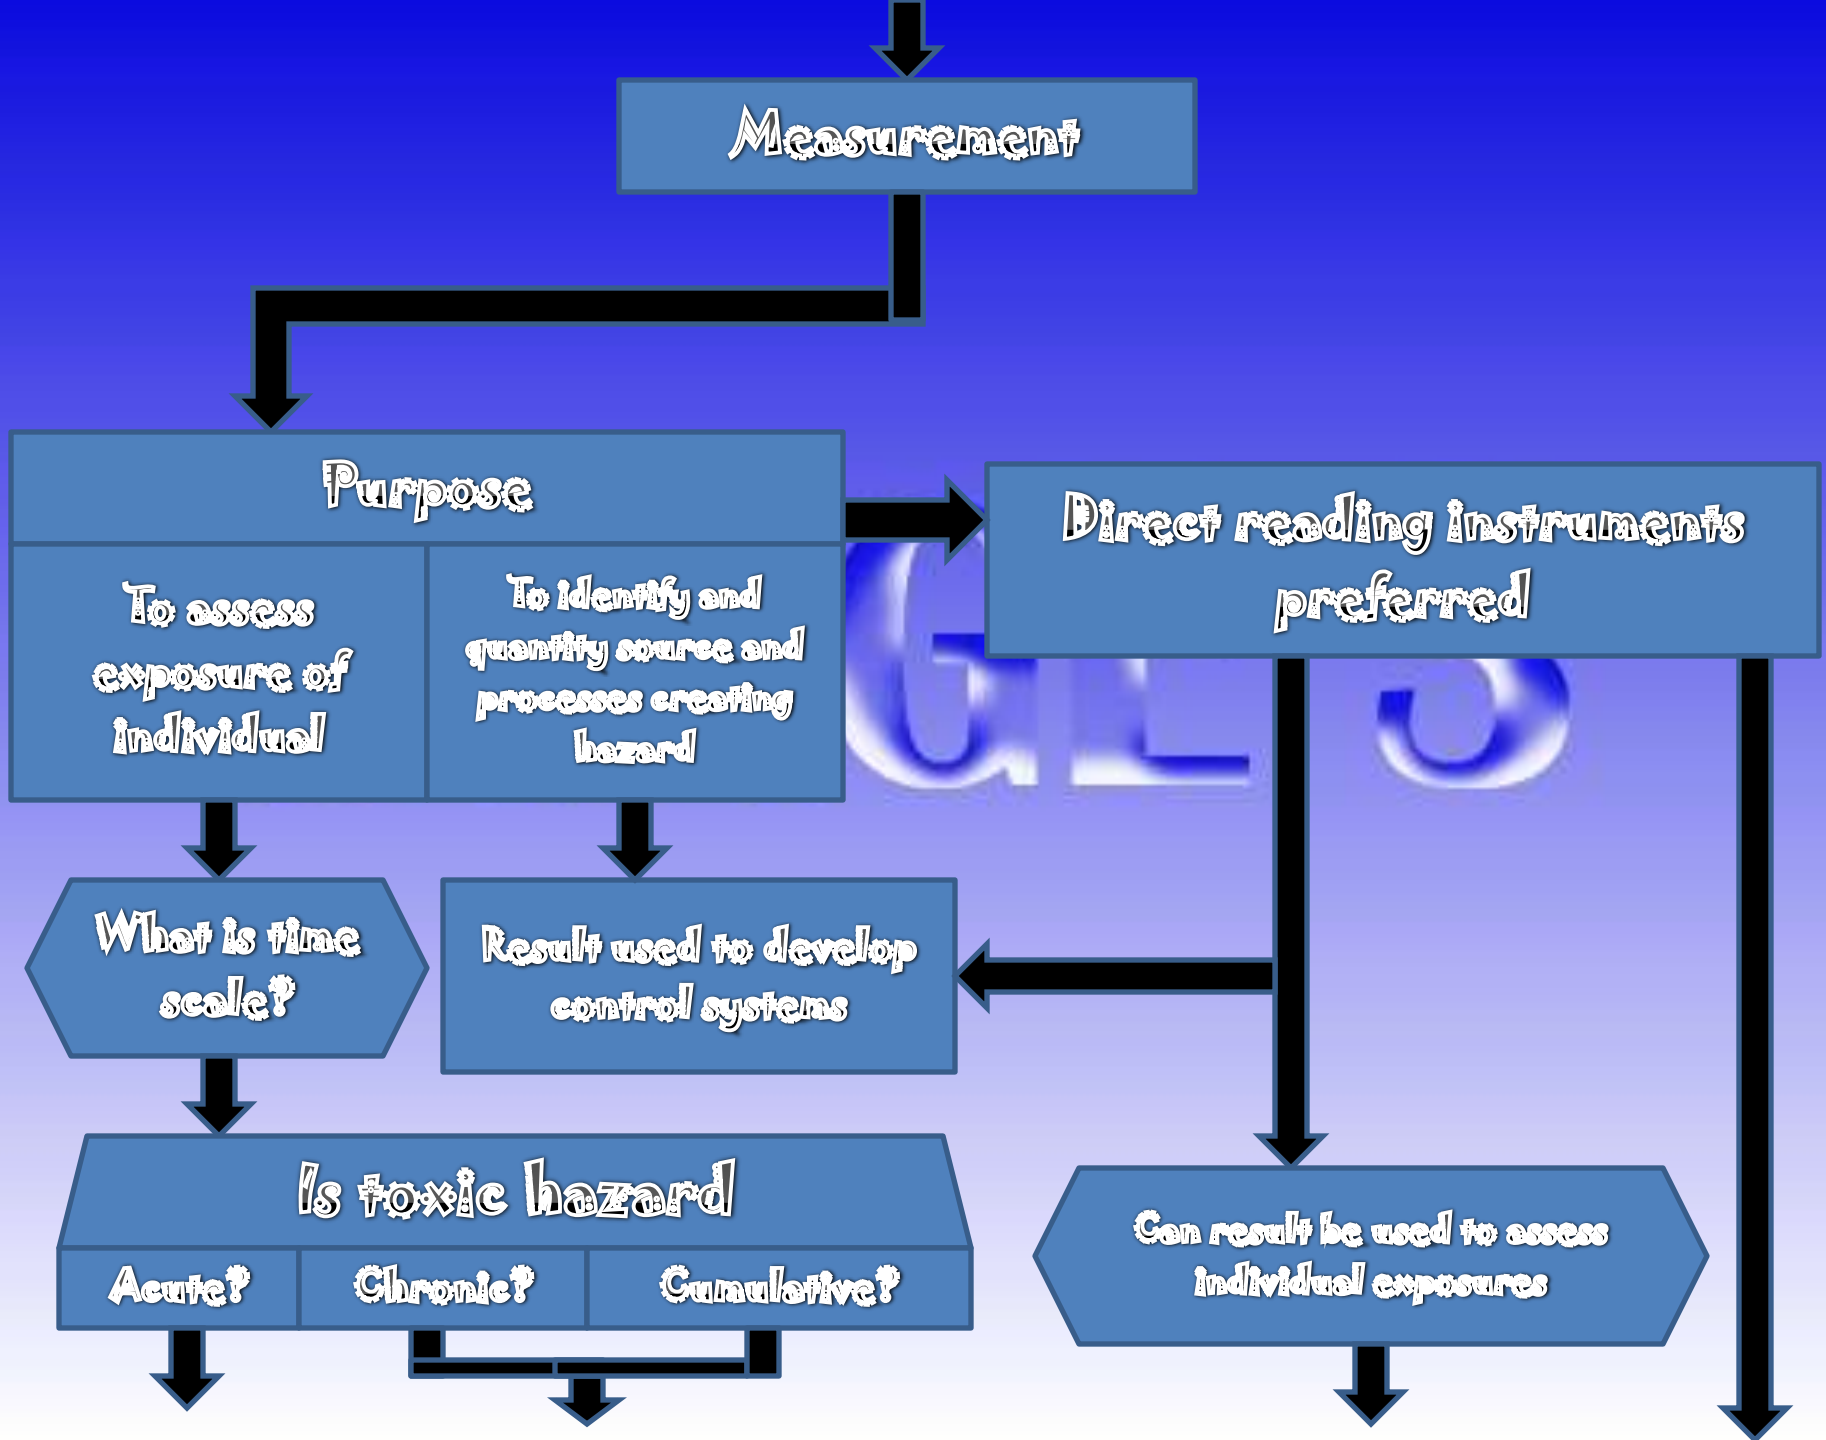 Measurement
Purpose
To assess
exposure of
individual
To identify and
quantity source and
processes creating
hazard
Direct reading instruments
preferred
What is time
scale?
Result used to develop
control systems
Is toxic hazard
Acute?
Chronic?
Cumulative?
Can result be used to assess
individual exposures